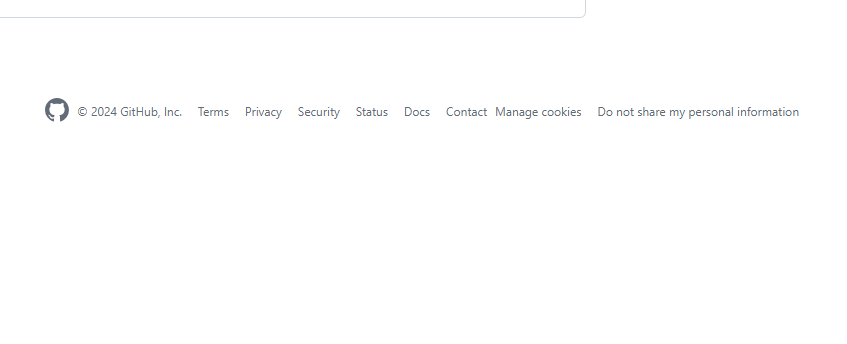 © 2024 GitHub, Inc. Terms Privacy Security Status Docs Contact Manage cookies Do not share my personal information